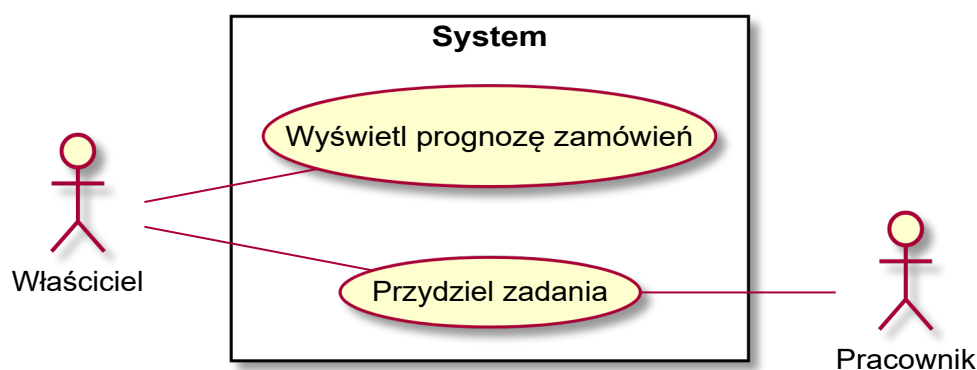 System
Wyświetl prognozę zamówień
Właściciel
Przydziel zadania
Pracownik